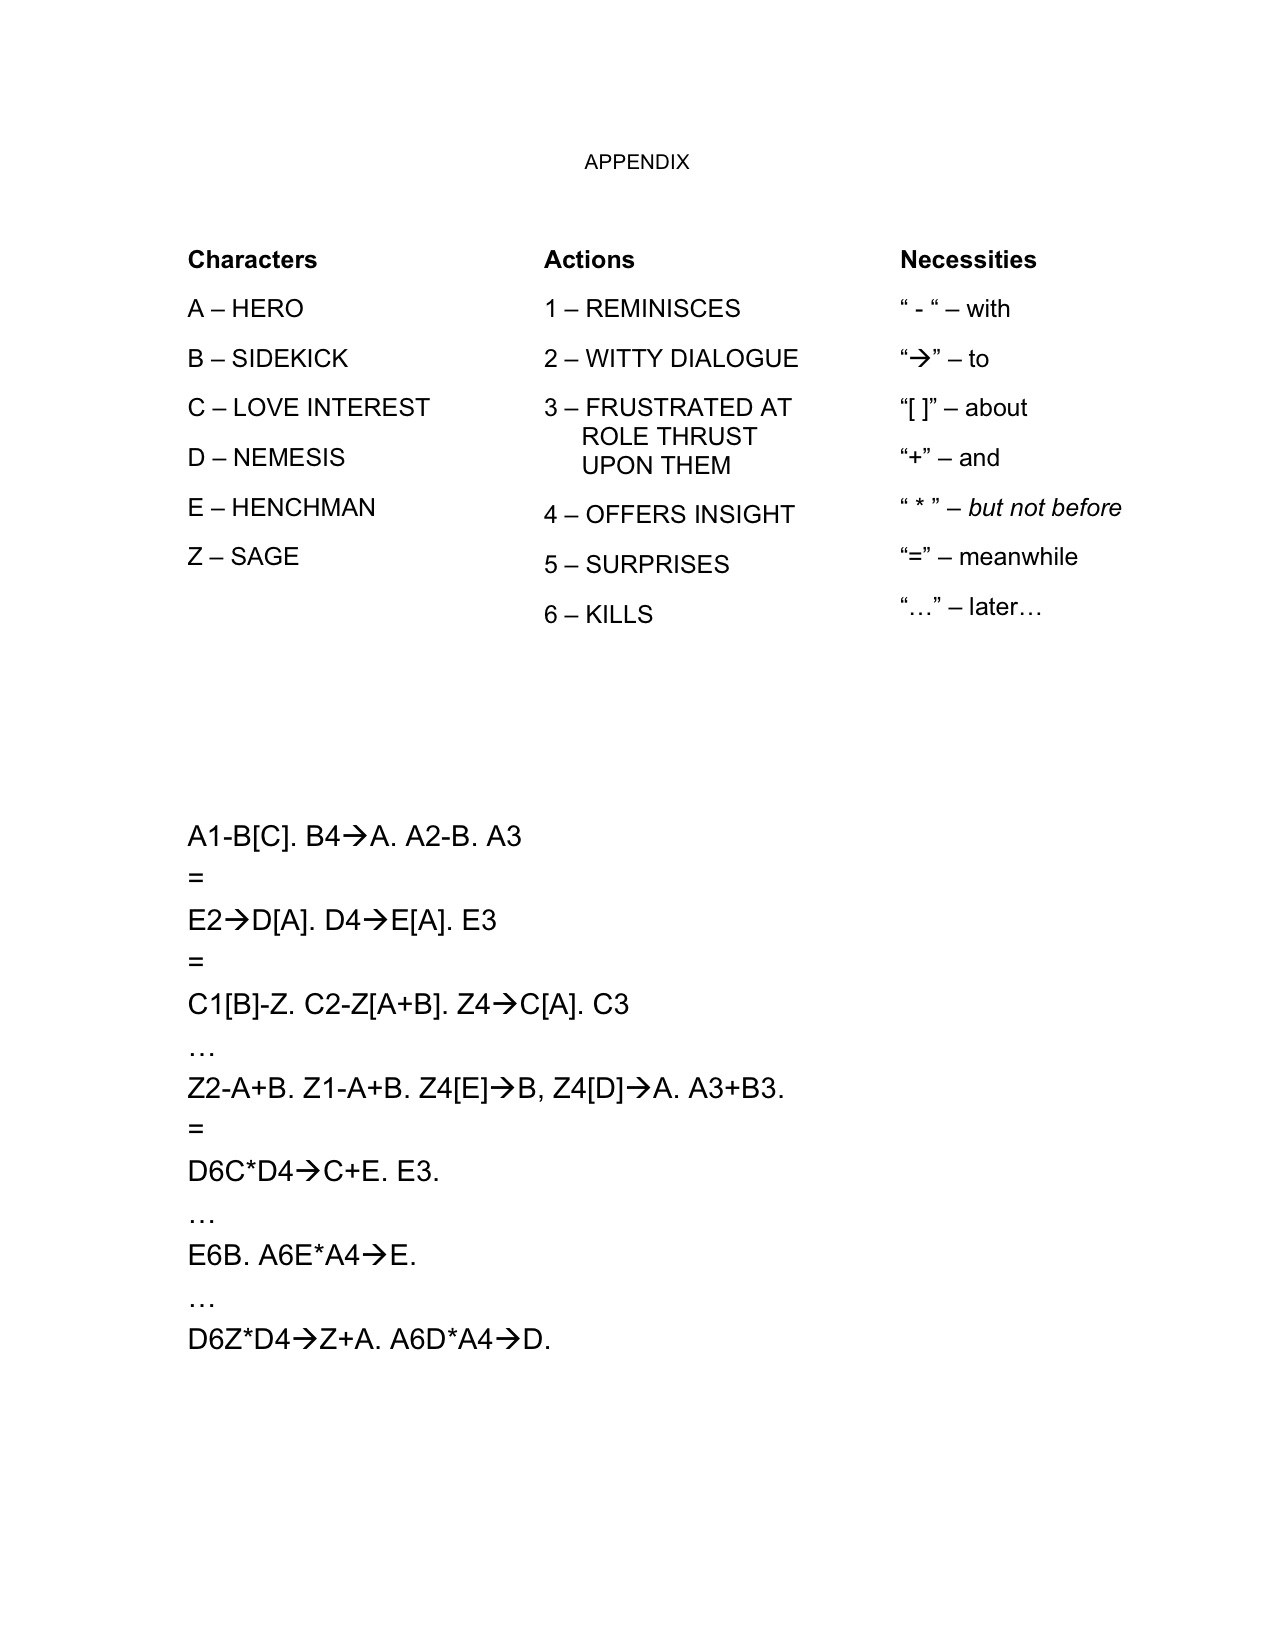 APPENDIX
Characters
A – HERO
B – SIDEKICK
C – LOVE INTEREST
D – NEMESIS
E – HENCHMAN
Z – SAGE
Actions
1 – REMINISCES
2 – WITTY DIALOGUE
3 – FRUSTRATED AT
ROLE THRUST
UPON THEM
4 – OFFERS INSIGHT
5 – SURPRISES
6 – KILLS
Necessities
“ - “ – with
“→” – to
“[ ]” – about
“+” – and
“ * ” – but not before
“=” – meanwhile
“…” – later…
A1-B[C]. B4→A. A2-B. A3
=
E2→D[A]. D4→E[A]. E3
=
C1[B]-Z. C2-Z[A+B]. Z4→C[A]. C3
…
Z2-A+B. Z1-A+B. Z4[E]→B, Z4[D]→A. A3+B3.
=
D6C*D4→C+E. E3.
…
E6B. A6E*A4→E.
…
D6Z*D4→Z+A. A6D*A4→D.